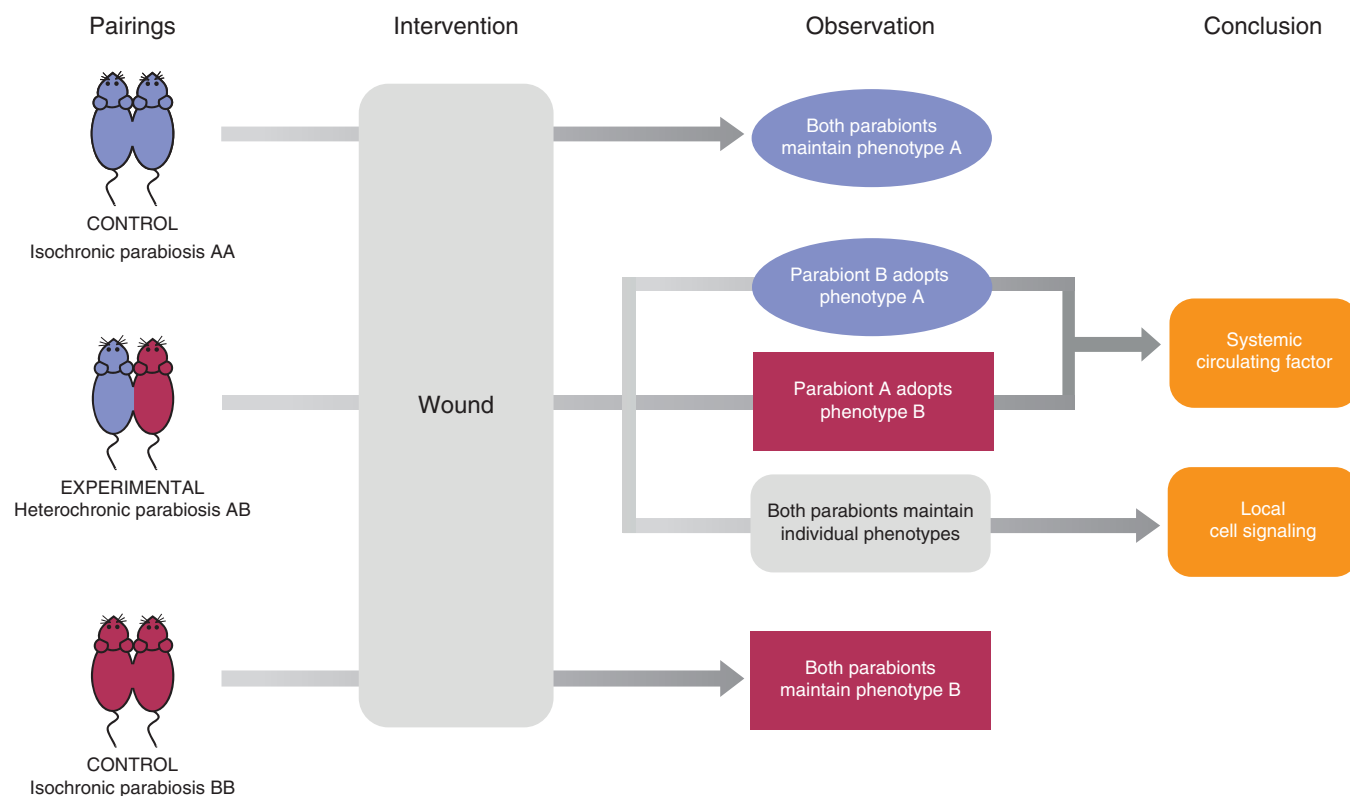 Pairings
Intervention
Observation
Conclusion
CONTROL
Isochronic parabiosis AA
Both parabionts
maintain phenotype A
Parabiont B adopts
phenotype A
EXPERIMENTAL
Heterochronic parabiosis AB
Wound
Parabiont A adopts
phenotype B
Systemic
circulating factor
Both parabionts maintain
individual phenotypes
Local
cell signaling
CONTROL
Isochronic parabiosis BB
Both parabionts
maintain phenotype B